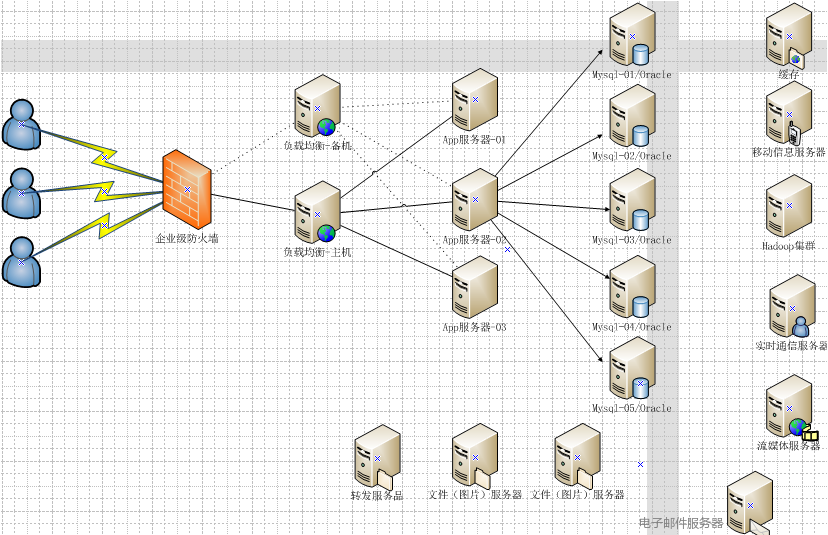 Mysql-01/Oracle
缓存
负载均衡-备机
App服务器-01
Mysql-02/Oracle
移动信息服务器
企业级防火墙
负载均衡-主机
App服务器-02
Mysql-03/Oracle
Hadoop集群
App服务器-03
Mysql-04/Oracle
实时通信服务器
Mysql-05/Oracle
流媒体服务器
转发服务品
文件（图片）服务器
文件（图片）服务器
电子邮件服务器